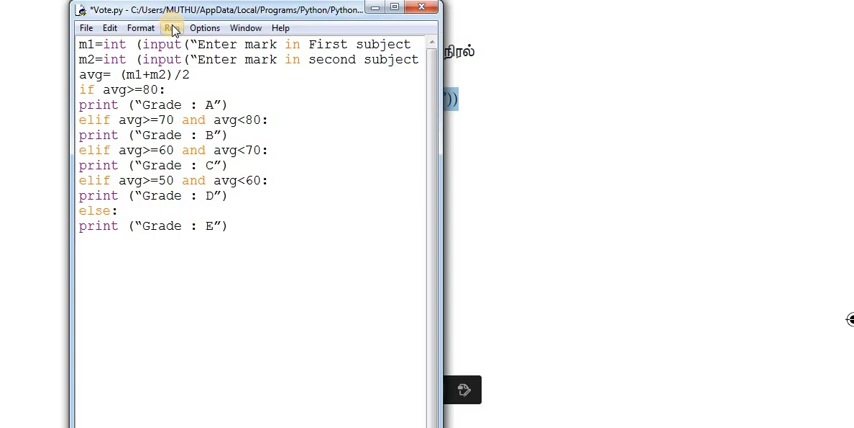 *Vote.py - C:/Users/MUTHU/AppData/Local/Programs/Python/Python...
File Edit Format Run Options Window Help
m1=int (input(“Enter mark in First subject
m2=int (input(“Enter mark in second subject
avg= (m1+m2)/2
if avg>=80:
print (“Grade : A”)
elif avg>=70 and avg<80:
print (“Grade : B”)
elif avg>=60 and avg<70:
print (“Grade : C”)
elif avg>=50 and avg<60:
print (“Grade : D”)
else:
print (“Grade : E”)
நிரல்
”))